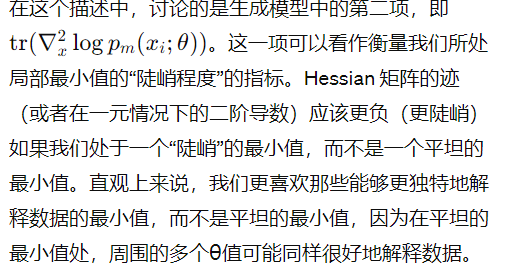 在这个描述中，讨论的是生成模型中的第二项，即
tr(∇²ₓ log pₘ(xᵢ; θ))。这一项可以看作衡量我们所处
局部最小值的“陡峭程度”的指标。Hessian 矩阵的迹
（或者在一元情况下的二阶导数）应该更负（更陡峭）
如果我们处于一个“陡峭”的最小值，而不是一个平坦的
最小值。直观上来说，我们更喜欢那些能够更独特地解
释数据的最小值，而不是平坦的最小值，因为在平坦的
最小值处，周围的多个θ值可能同样很好地解释数据。